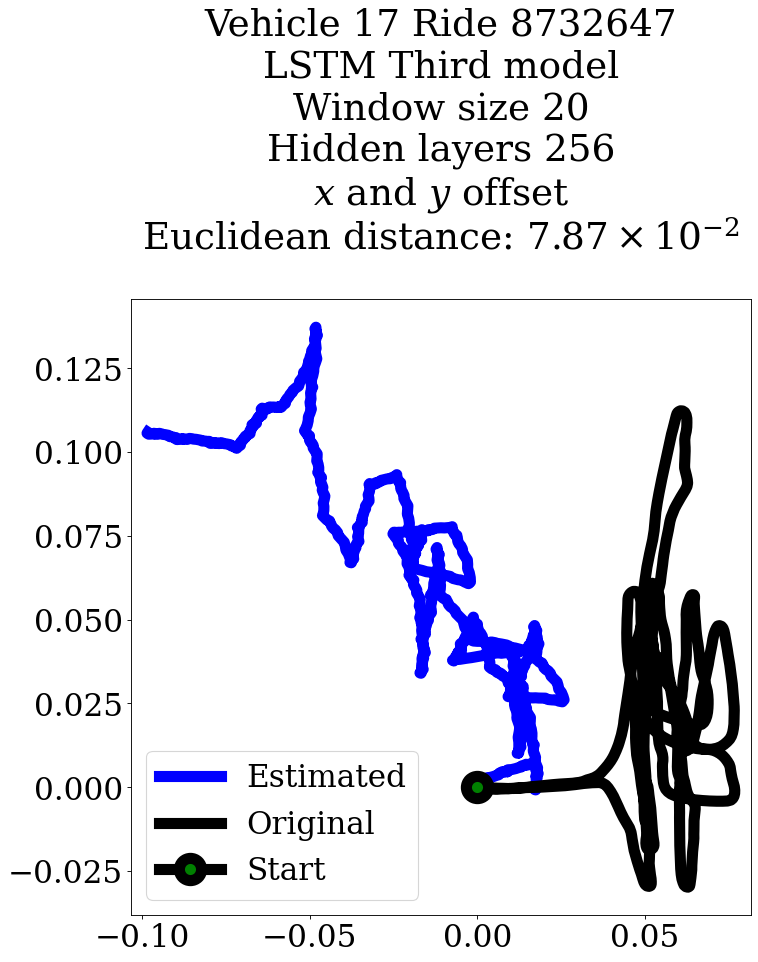 Vehicle 17 Ride 8732647
LSTM Third model
Window size 20
Hidden layers 256
x and y offset
Euclidean distance: 7.87 × 10⁻²
0.125
0.100
0.075
0.050
0.025
0.000
−0.025
Estimated
Original
Start
−0.10
−0.05
0.00
0.05